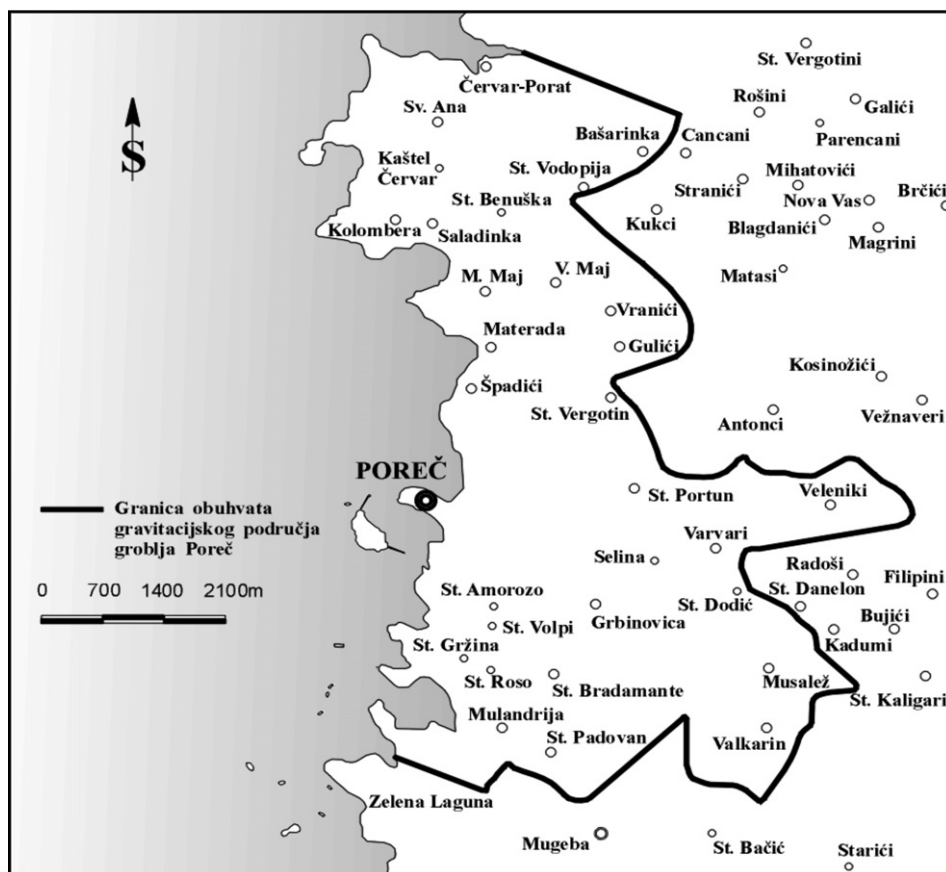 St. Vergotini
Červar-Porat
Rošini
Galići
Sv. Ana
Parencani
Bašarinka
Cancani
Kaštel
Červar
St. Vodopija
Mihatovići
Stranići
Nova Vas
Brčići
St. Benuška
Kolombera
Saladinka
Kukci
Blagdanići
Magrini
M. Maj
V. Maj
Matasi
Vranići
Materada
Gulići
Kosinožići
Špadići
St. Vergotin
Antonci
Vežnaveri
POREČ
St. Portun
Veleniki
Granica obuhvata
gravitacijskog područja
groblja Poreč
Varvari
Selina
Radoši
Filipini
0 700 1400 2100m
St. Amorozo
St. Dodić
St. Danelon
Grbinovica
Bujići
St. Volpi
Kadumi
St. Gržina
St. Roso
St. Bradamante
Musalež
St. Kaligari
Mulandrija
St. Padovan
Valkarin
Zelena Laguna
Mugeba
St. Bačić
Starići
S